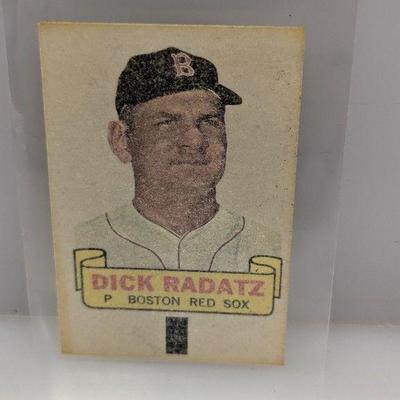 B
DICK RADATZ
P BOSTON RED SOX